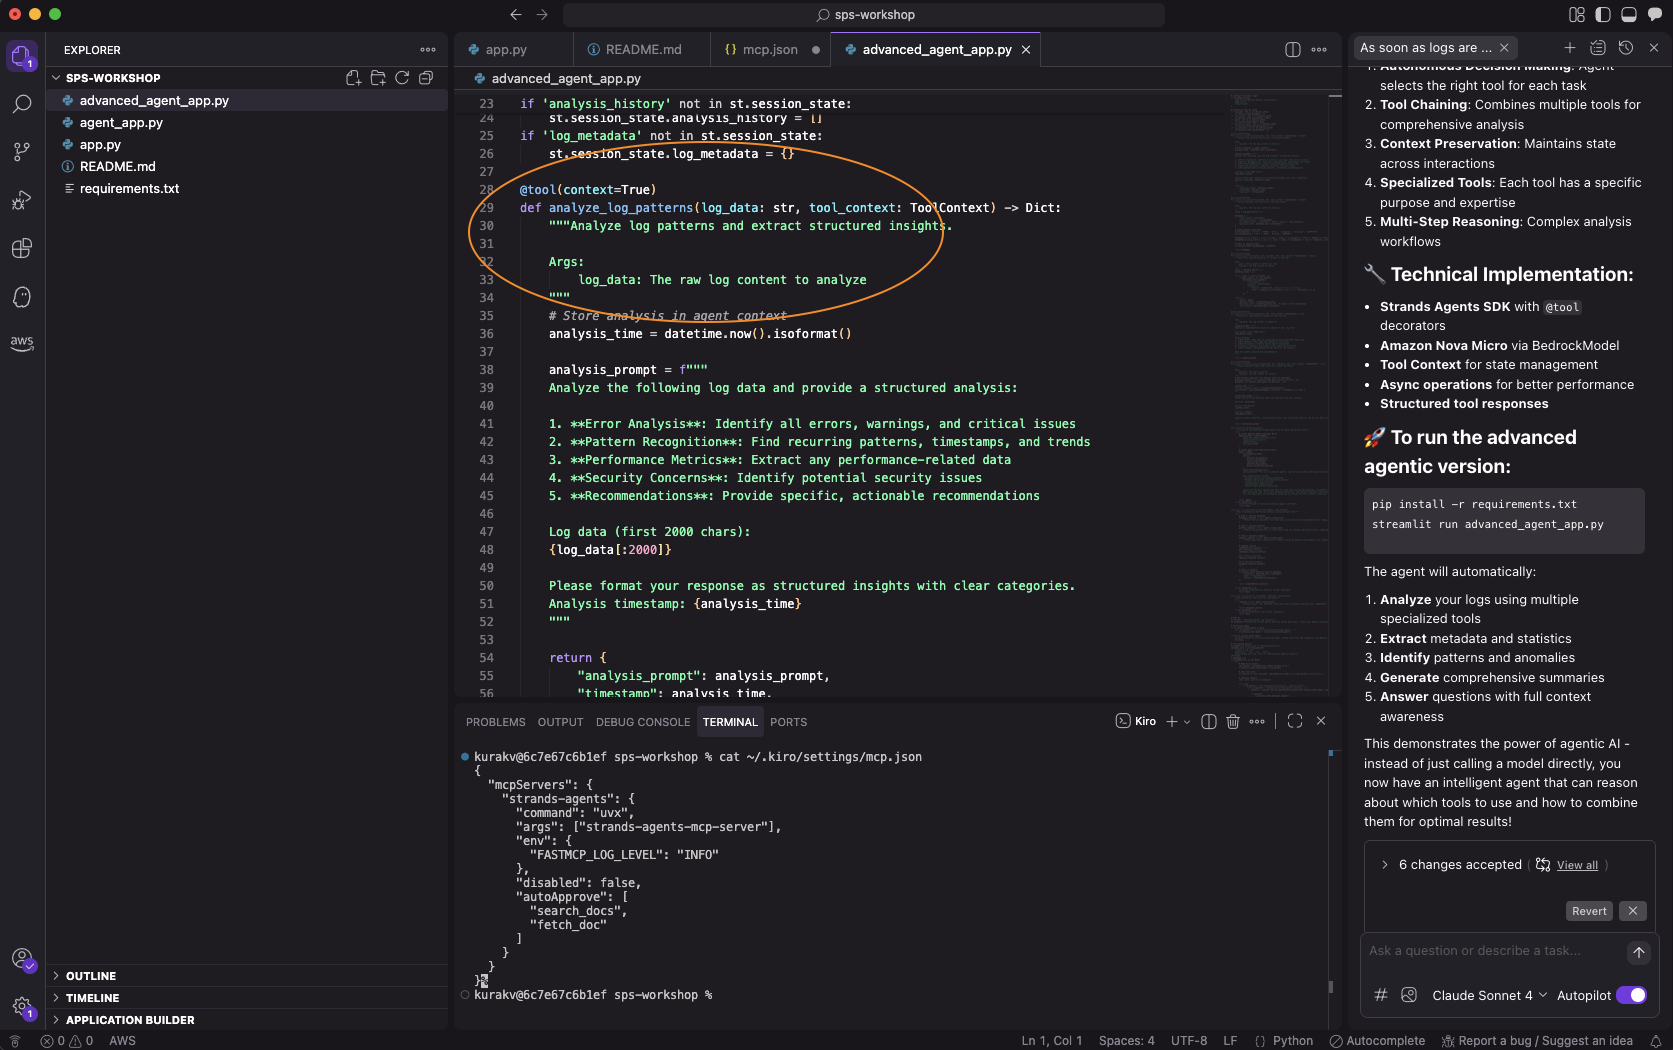 sps-workshop
EXPLORER
SPS-WORKSHOP
advanced_agent_app.py
agent_app.py
app.py
README.md
requirements.txt
OUTLINE
TIMELINE
APPLICATION BUILDER
1
aws
1
app.py
README.md
{} mcp.json
advanced_agent_app.py
advanced_agent_app.py
23 if 'analysis_history' not in st.session_state:
24 st.session_state.analysis_history = []
25 if 'log_metadata' not in st.session_state:
26 st.session_state.log_metadata = {}
27
28 @tool(context=True)
29 def analyze_log_patterns(log_data: str, tool_context: ToolContext) -> Dict:
30 """Analyze log patterns and extract structured insights.
31
32 Args:
33 log_data: The raw log content to analyze
34 """
35 # Store analysis in agent context
36 analysis_time = datetime.now().isoformat()
37
38 analysis_prompt = f"""
39 Analyze the following log data and provide a structured analysis:
40
41 1. **Error Analysis**: Identify all errors, warnings, and critical issues
42 2. **Pattern Recognition**: Find recurring patterns, timestamps, and trends
43 3. **Performance Metrics**: Extract any performance-related data
44 4. **Security Concerns**: Identify potential security issues
45 5. **Recommendations**: Provide specific, actionable recommendations
46
47 Log data (first 2000 chars):
48 {log_data[:2000]}
49
50 Please format your response as structured insights with clear categories.
51 Analysis timestamp: {analysis_time}
52 """
53
54 return {
55 "analysis_prompt": analysis_prompt,
56 "timestamp": analysis_time,
PROBLEMS OUTPUT DEBUG CONSOLE TERMINAL PORTS
Kiro
kurakv@6c7e67c6b1ef sps-workshop % cat ~/.kiro/settings/mcp.json
{
"mcpServers": {
"strands-agents": {
"command": "uvx",
"args": ["strands-agents-mcp-server"],
"env": {
"FASTMCP_LOG_LEVEL": "INFO"
},
"disabled": false,
"autoApprove": [
"search_docs",
"fetch_doc"
]
}
}
}%
kurakv@6c7e67c6b1ef sps-workshop %
As soon as logs are ...
1. Autonomous Decision Making: Agent
selects the right tool for each task
2. Tool Chaining: Combines multiple tools for
comprehensive analysis
3. Context Preservation: Maintains state
across interactions
4. Specialized Tools: Each tool has a specific
purpose and expertise
5. Multi-Step Reasoning: Complex analysis
workflows
🔧 Technical Implementation:
• Strands Agents SDK with @tool
decorators
• Amazon Nova Micro via BedrockModel
• Tool Context for state management
• Async operations for better performance
• Structured tool responses
🚀 To run the advanced
agentic version:
pip install -r requirements.txt
streamlit run advanced_agent_app.py
The agent will automatically:
1. Analyze your logs using multiple
specialized tools
2. Extract metadata and statistics
3. Identify patterns and anomalies
4. Generate comprehensive summaries
5. Answer questions with full context
awareness
This demonstrates the power of agentic AI -
instead of just calling a model directly, you
now have an intelligent agent that can reason
about which tools to use and how to combine
them for optimal results!
6 changes accepted ( View all )
Revert
Ask a question or describe a task...
# Claude Sonnet 4 Autopilot
0 0 AWS
Ln 1, Col 1 Spaces: 4 UTF-8 LF {} Python Autocomplete Report a bug / Suggest an idea